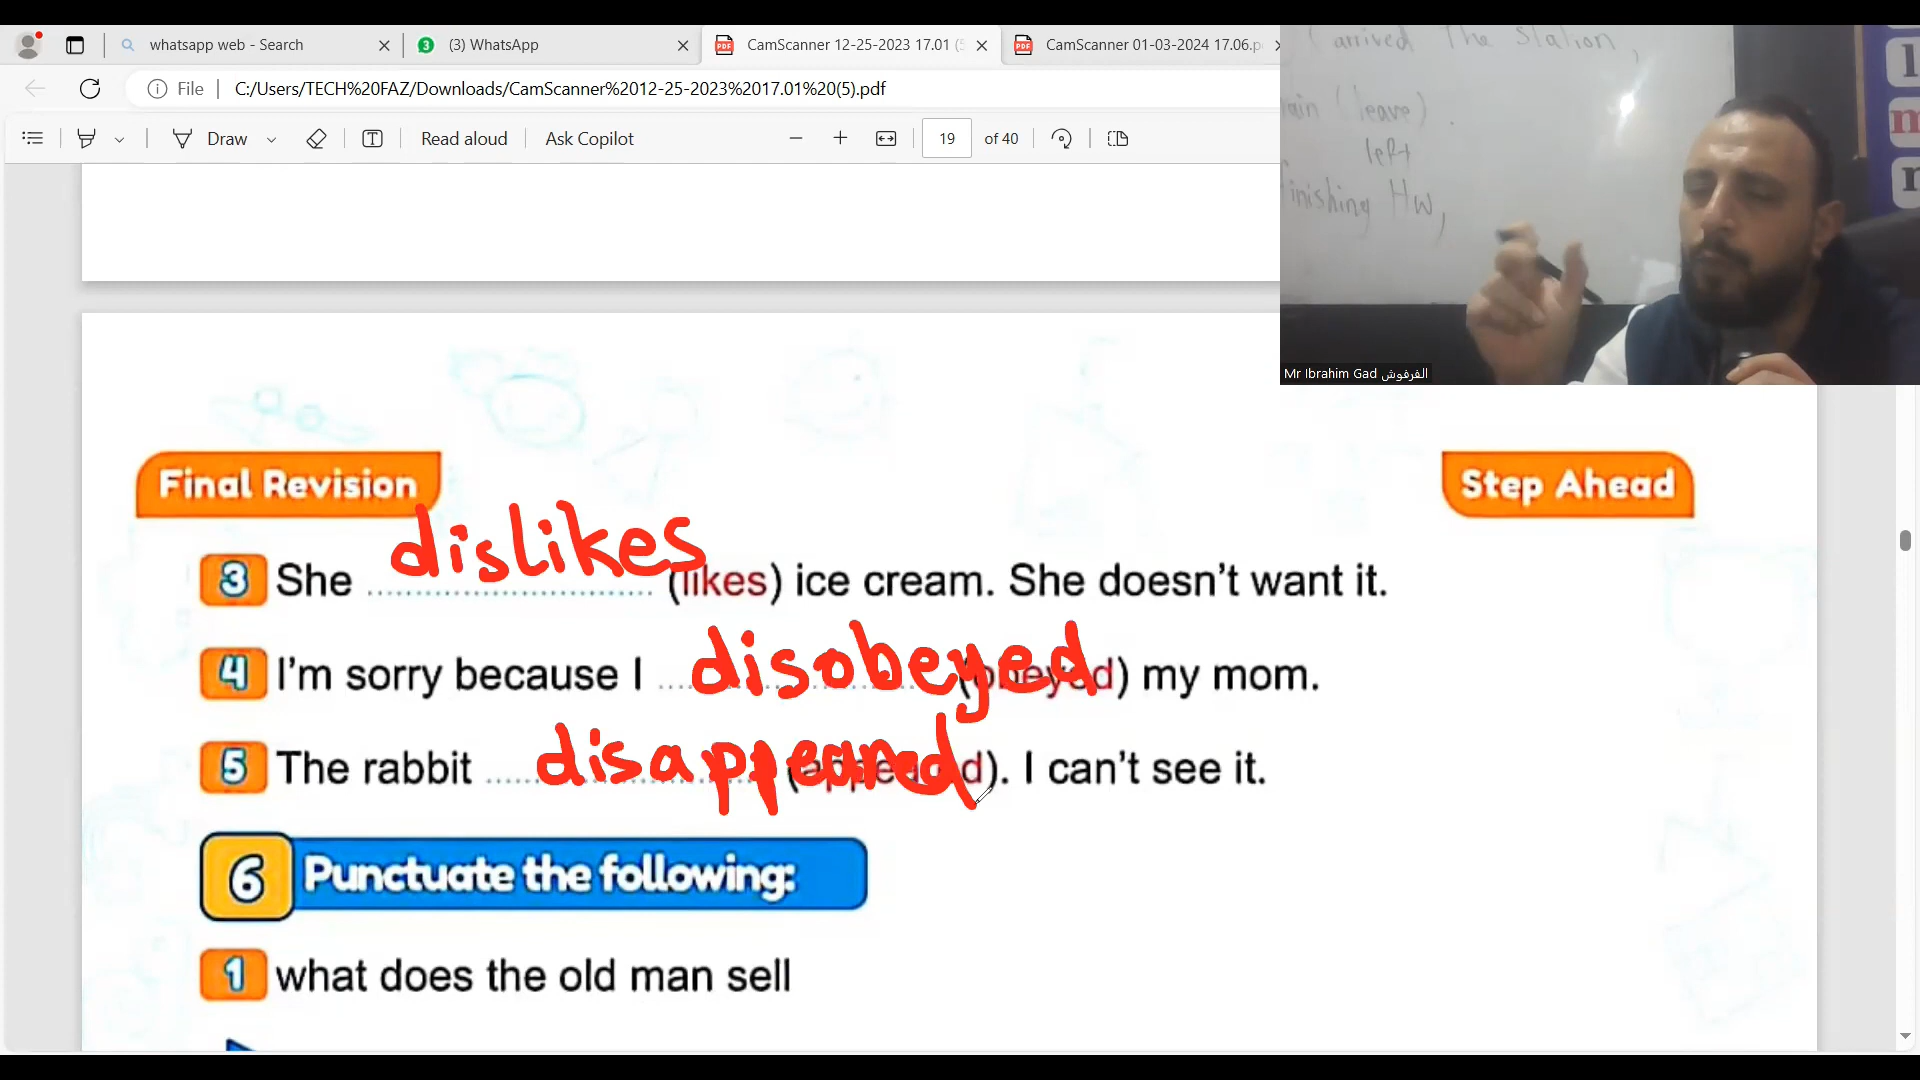 whatsapp web - Search
(3) WhatsApp
CamScanner 12-25-2023 17.01 (5
CamScanner 01-03-2024 17.06.p
File C:/Users/TECH%20FAZ/Downloads/CamScanner%2012-25-2023%2017.01%20(5).pdf
Draw
Read aloud
Ask Copilot
19 of 40
(arrived The Station,
(leave).
left
finishing Hw,
Mr Ibrahim Gad الفرفوش
Final Revision
Step Ahead
dislikes
3 She .......... (likes) ice cream. She doesn't want it.
disobeyed
4 I'm sorry because I .......... (obeyed) my mom.
disappeared
5 The rabbit .......... (appeared). I can't see it.
6 Punctuate the following:
1 what does the old man sell